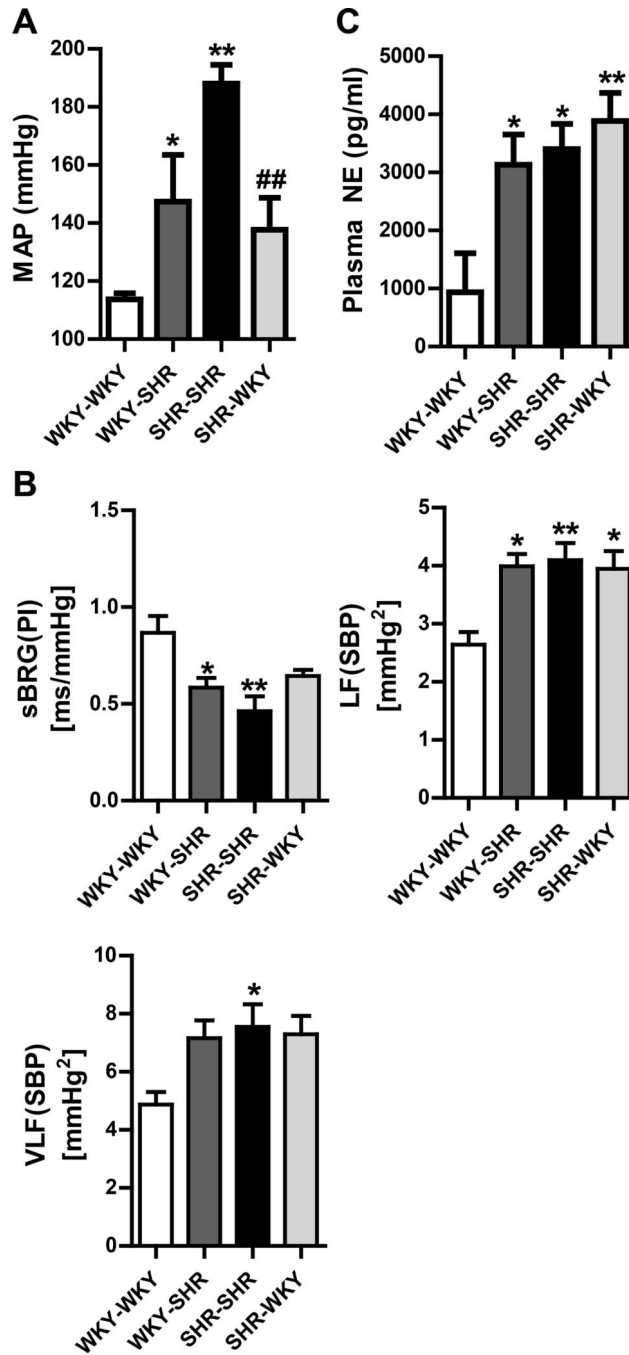 A
MAP (mmHg)
200
180
160
140
120
100
*
**
##
WKY-WKY
WKY-SHR
SHR-SHR
SHR-WKY
C
Plasma NE (pg/ml)
5000
4000
3000
2000
1000
0
*
*
**
WKY-WKY
WKY-SHR
SHR-SHR
SHR-WKY
B
sBRG(PI)
[ms/mmHg]
1.5
1.0
0.5
0.0
*
**
WKY-WKY
WKY-SHR
SHR-SHR
SHR-WKY
LF(SBP)
[mmHg²]
5
4
3
2
1
0
*
**
*
WKY-WKY
WKY-SHR
SHR-SHR
SHR-WKY
VLF(SBP)
[mmHg²]
10
8
6
4
2
0
*
WKY-WKY
WKY-SHR
SHR-SHR
SHR-WKY